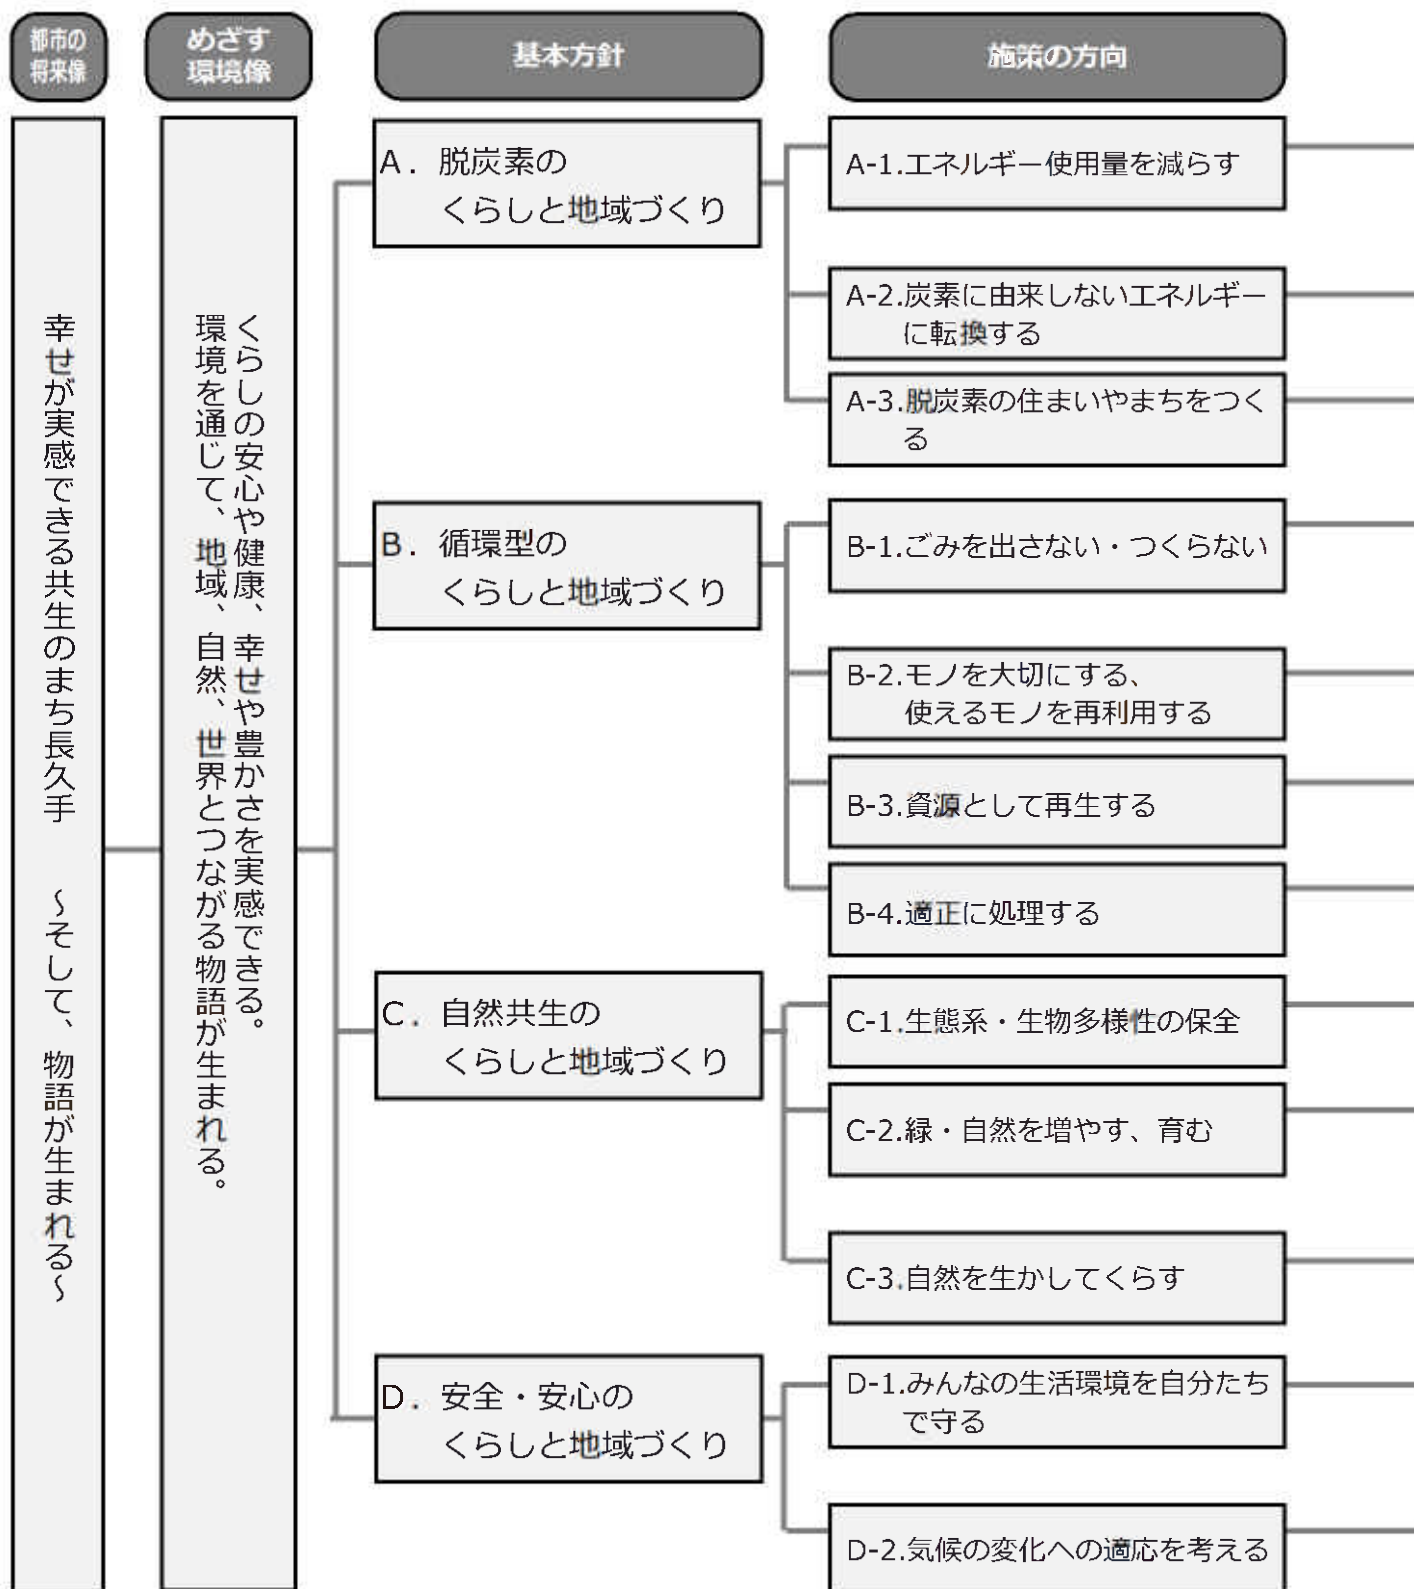 都市の
将来像
めざす
環境像
基本方針
施策の方向
幸せが実感できる共生のまち長久手　～そして、物語が生まれる～
くらしの安心や健康、幸せや豊かさを実感できる。
環境を通じて、地域、自然、世界とつながる物語が生まれる。
A．脱炭素の
くらしと地域づくり
A-1.エネルギー使用量を減らす
A-2.炭素に由来しないエネルギー
に転換する
A-3.脱炭素の住まいやまちをつく
る
B．循環型の
くらしと地域づくり
B-1.ごみを出さない・つくらない
B-2.モノを大切にする、
使えるモノを再利用する
B-3.資源として再生する
B-4.適正に処理する
C．自然共生の
くらしと地域づくり
C-1.生態系・生物多様性の保全
C-2.緑・自然を増やす、育む
C-3.自然を生かしてくらす
D．安全・安心の
くらしと地域づくり
D-1.みんなの生活環境を自分たち
で守る
D-2.気候の変化への適応を考える